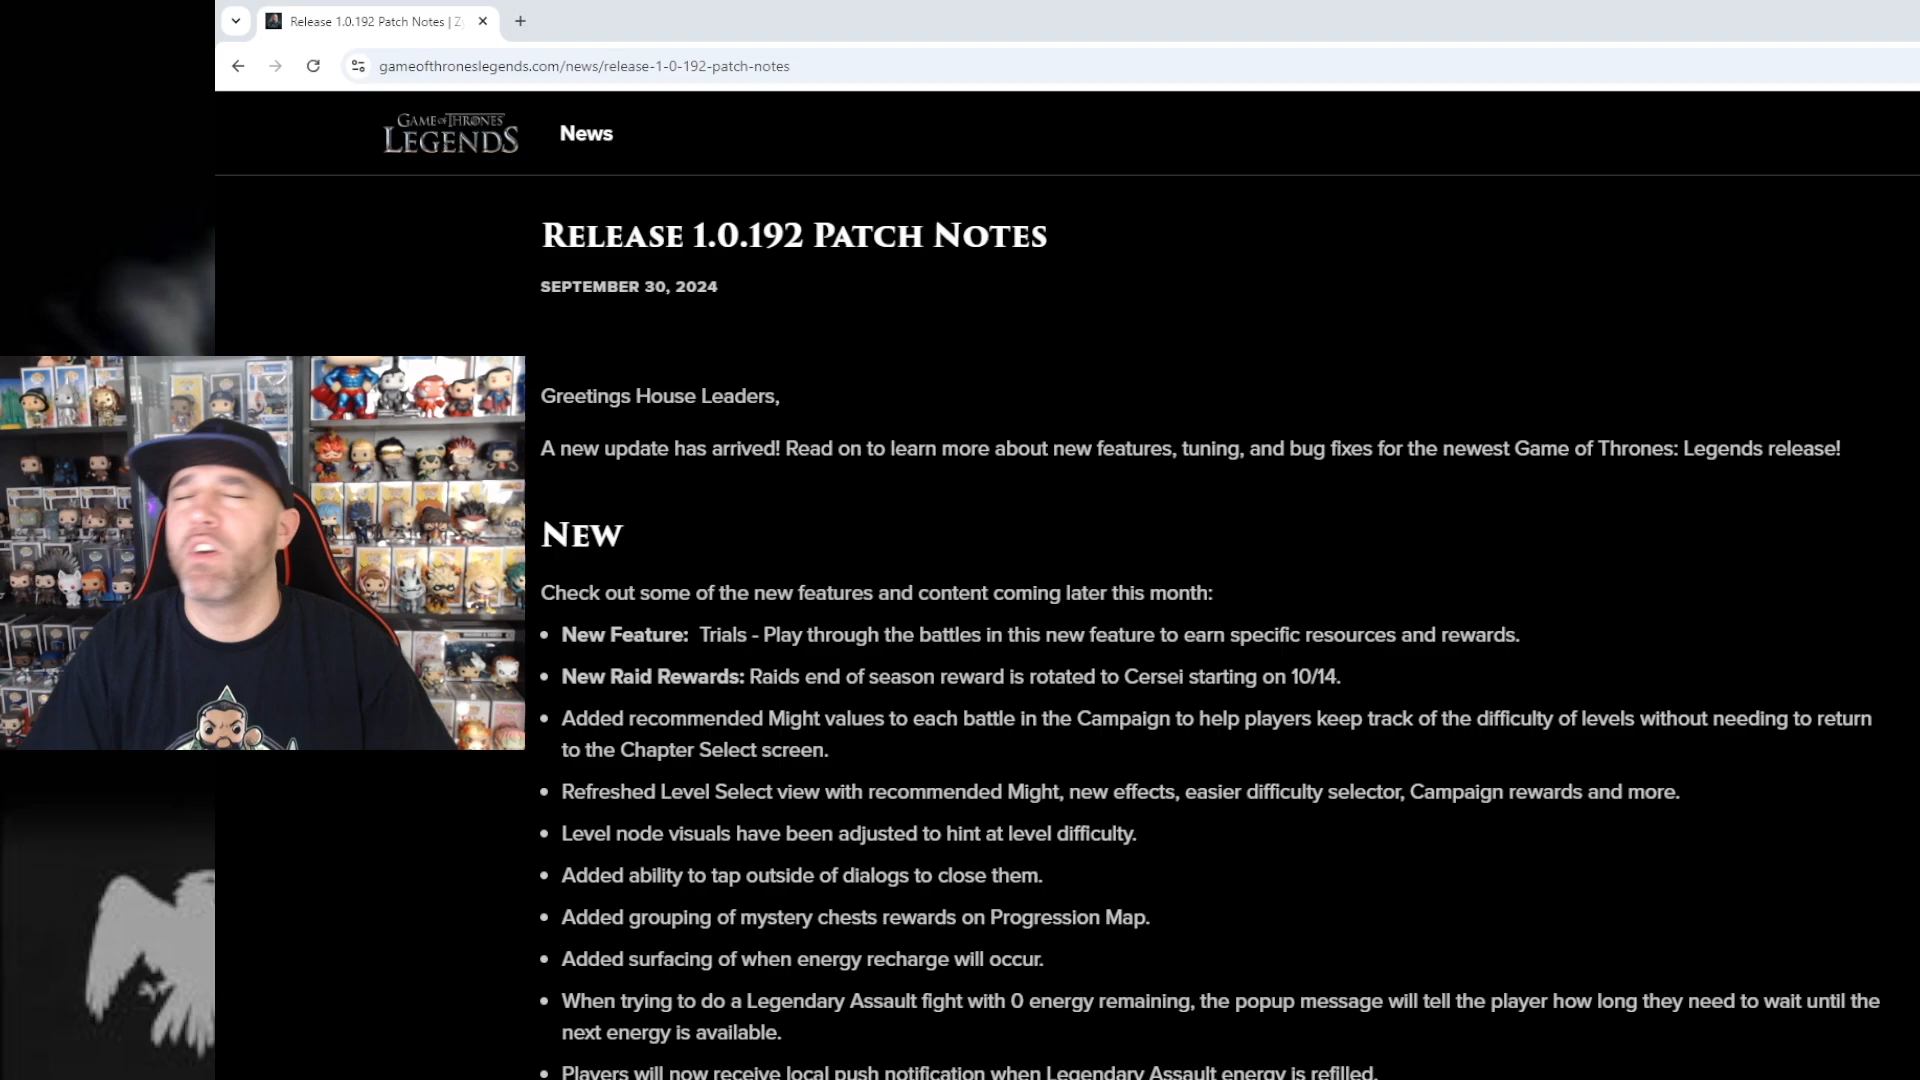 Release 1.0.192 Patch Notes | Z
gameofthroneslegends.com/news/release-1-0-192-patch-notes
GAME OF THRONES
LEGENDS
News
RELEASE 1.0.192 PATCH NOTES
SEPTEMBER 30, 2024
Greetings House Leaders,
A new update has arrived! Read on to learn more about new features, tuning, and bug fixes for the newest Game of Thrones: Legends release!
NEW
Check out some of the new features and content coming later this month:
• New Feature: Trials - Play through the battles in this new feature to earn specific resources and rewards.
• New Raid Rewards: Raids end of season reward is rotated to Cersei starting on 10/14.
• Added recommended Might values to each battle in the Campaign to help players keep track of the difficulty of levels without needing to return
to the Chapter Select screen.
• Refreshed Level Select view with recommended Might, new effects, easier difficulty selector, Campaign rewards and more.
• Level node visuals have been adjusted to hint at level difficulty.
• Added ability to tap outside of dialogs to close them.
• Added grouping of mystery chests rewards on Progression Map.
• Added surfacing of when energy recharge will occur.
• When trying to do a Legendary Assault fight with 0 energy remaining, the popup message will tell the player how long they need to wait until the
next energy is available.
• Players will now receive local push notification when Legendary Assault energy is refilled.